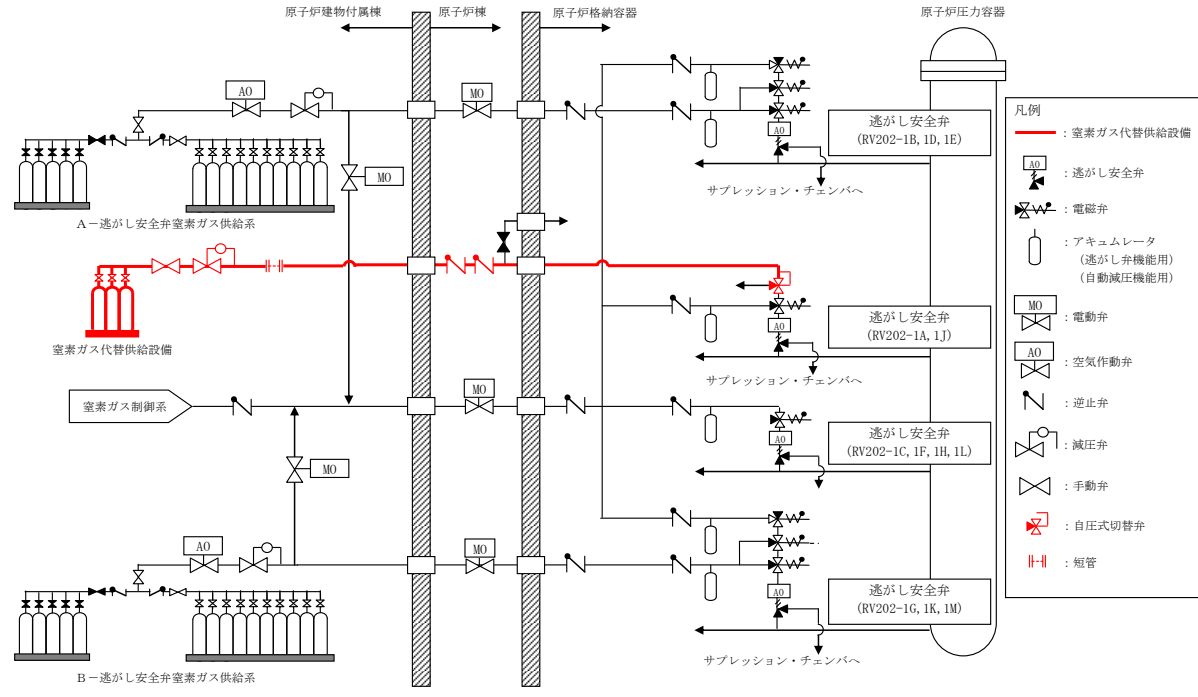 原子炉建物付属棟
原子炉棟
原子炉格納容器
原子炉圧力容器
AO
MO
MO
A－逃がし安全弁窒素ガス供給系
AO
逃がし安全弁
(RV202-1B, 1D, 1E)
サプレッション・チェンバへ
窒素ガス代替供給設備
AO
逃がし安全弁
(RV202-1A, 1J)
サプレッション・チェンバへ
窒素ガス制御系
MO
MO
AO
逃がし安全弁
(RV202-1C, 1F, 1H, 1L)
AO
MO
B－逃がし安全弁窒素ガス供給系
AO
逃がし安全弁
(RV202-1G, 1K, 1M)
サプレッション・チェンバへ
凡例
：窒素ガス代替供給設備
AO
：逃がし安全弁
：電磁弁
：アキュムレータ
(逃がし弁機能用)
(自動減圧機能用)
MO
：電動弁
AO
：空気作動弁
：逆止弁
：減圧弁
：手動弁
：自圧式切替弁
：短管